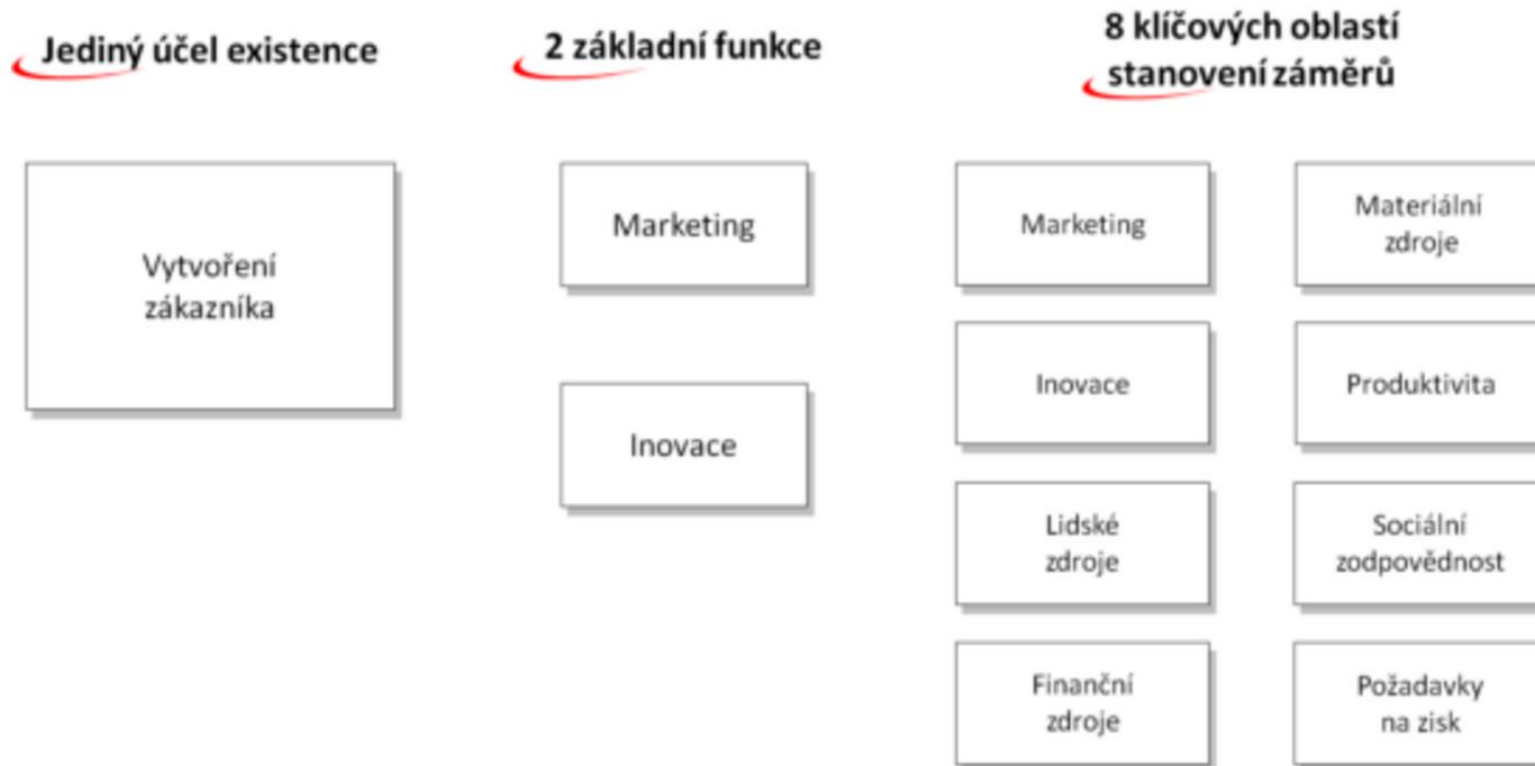 Jediný účel existence
2 základní funkce
8 klíčových oblastí
stanovení záměrů
Vytvoření
zákazníka
Marketing
Inovace
Marketing
Materiální
zdroje
Inovace
Produktivita
Lidské
zdroje
Sociální
zodpovědnost
Finanční
zdroje
Požadavky
na zisk